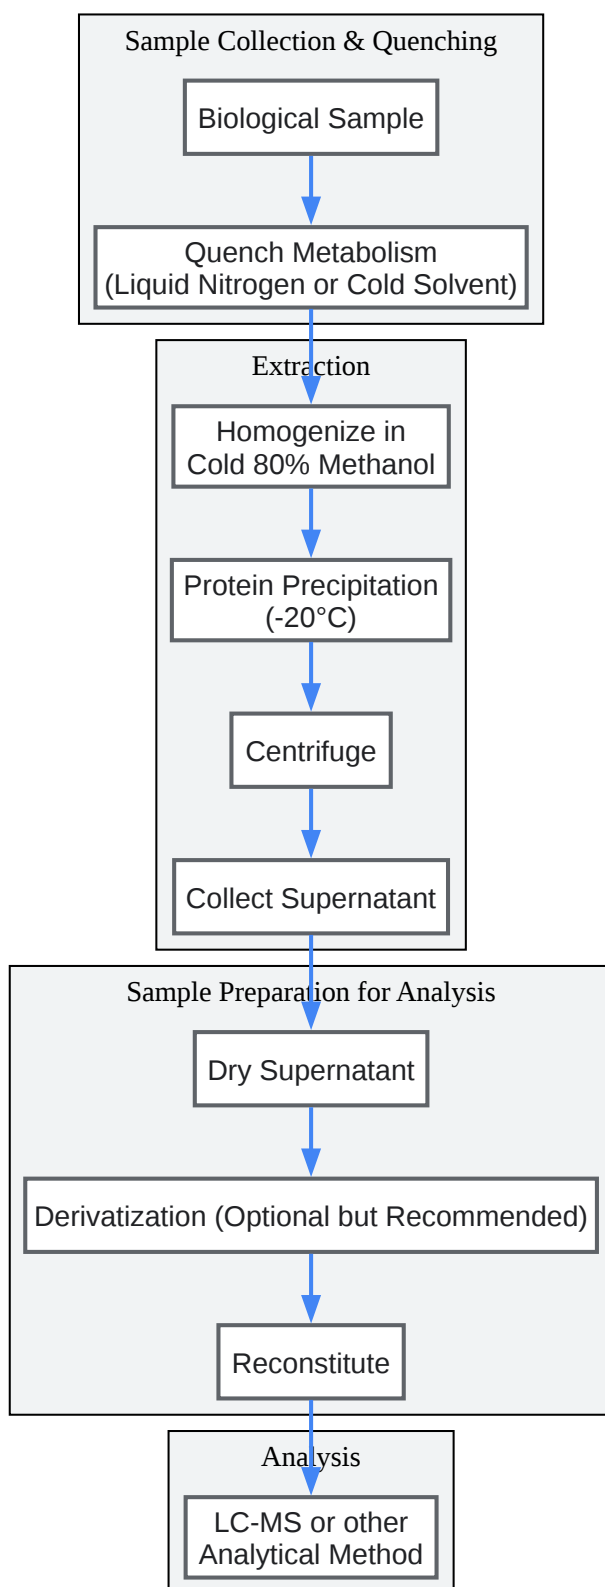 Sample Collection & Quenching
Biological Sample
Quench Metabolism
(Liquid Nitrogen or Cold Solvent)
Extraction
Homogenize in
Cold 80% Methanol
Protein Precipitation
(-20°C)
Centrifuge
Collect Supernatant
Sample Preparation for Analysis
Dry Supernatant
Derivatization (Optional but Recommended)
Reconstitute
Analysis
LC-MS or other
Analytical Method